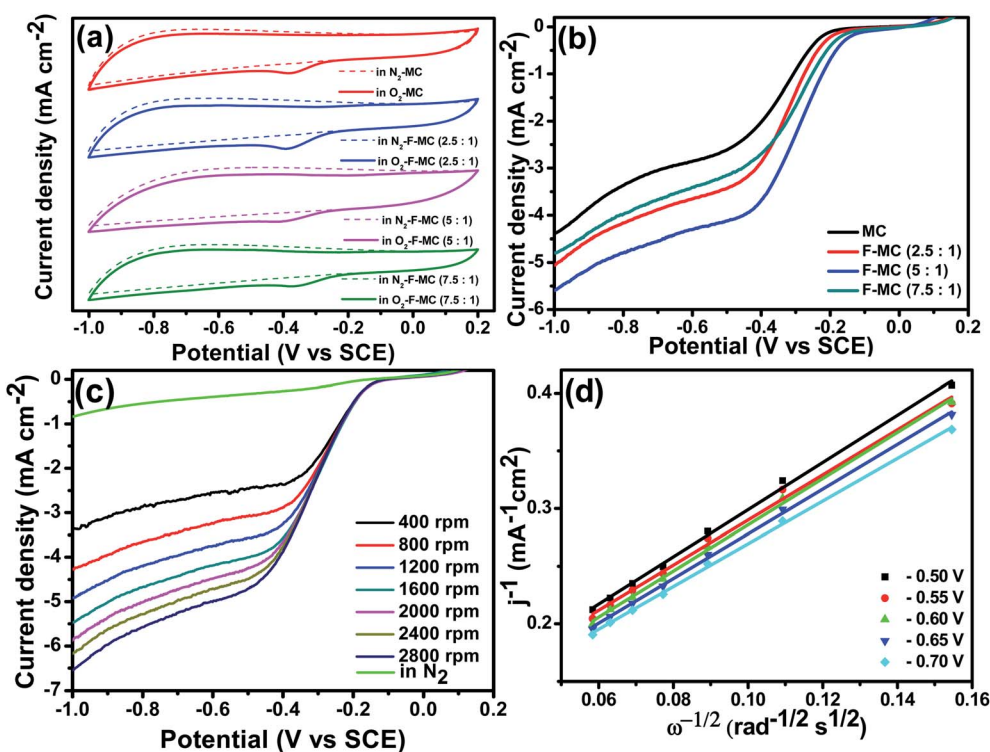 (a)
in N2-MC
in O2-MC
in N2-F-MC (2.5 : 1)
in O2-F-MC (2.5 : 1)
in N2-F-MC (5 : 1)
in O2-F-MC (5 : 1)
in N2-F-MC (7.5 : 1)
in O2-F-MC (7.5 : 1)
Current density (mA cm-2)
-1.0 -0.8 -0.6 -0.4 -0.2 0.0 0.2
Potential (V vs SCE)
(b)
0
-1
-2
-3
-4
-5
-6
Current density (mA cm-2)
MC
F-MC (2.5 : 1)
F-MC (5 : 1)
F-MC (7.5 : 1)
-1.0 -0.8 -0.6 -0.4 -0.2 0.0 0.2
Potential (V vs SCE)
(c)
0
-1
-2
-3
-4
-5
-6
-7
Current density (mA cm-2)
400 rpm
800 rpm
1200 rpm
1600 rpm
2000 rpm
2400 rpm
2800 rpm
in N2
-1.0 -0.8 -0.6 -0.4 -0.2 0.0 0.2
Potential (V vs SCE)
(d)
0.4
0.3
0.2
j-1 (mA-1cm2)
- 0.50 V
- 0.55 V
- 0.60 V
- 0.65 V
- 0.70 V
0.06 0.08 0.10 0.12 0.14 0.16
ω-1/2 (rad-1/2 s1/2)